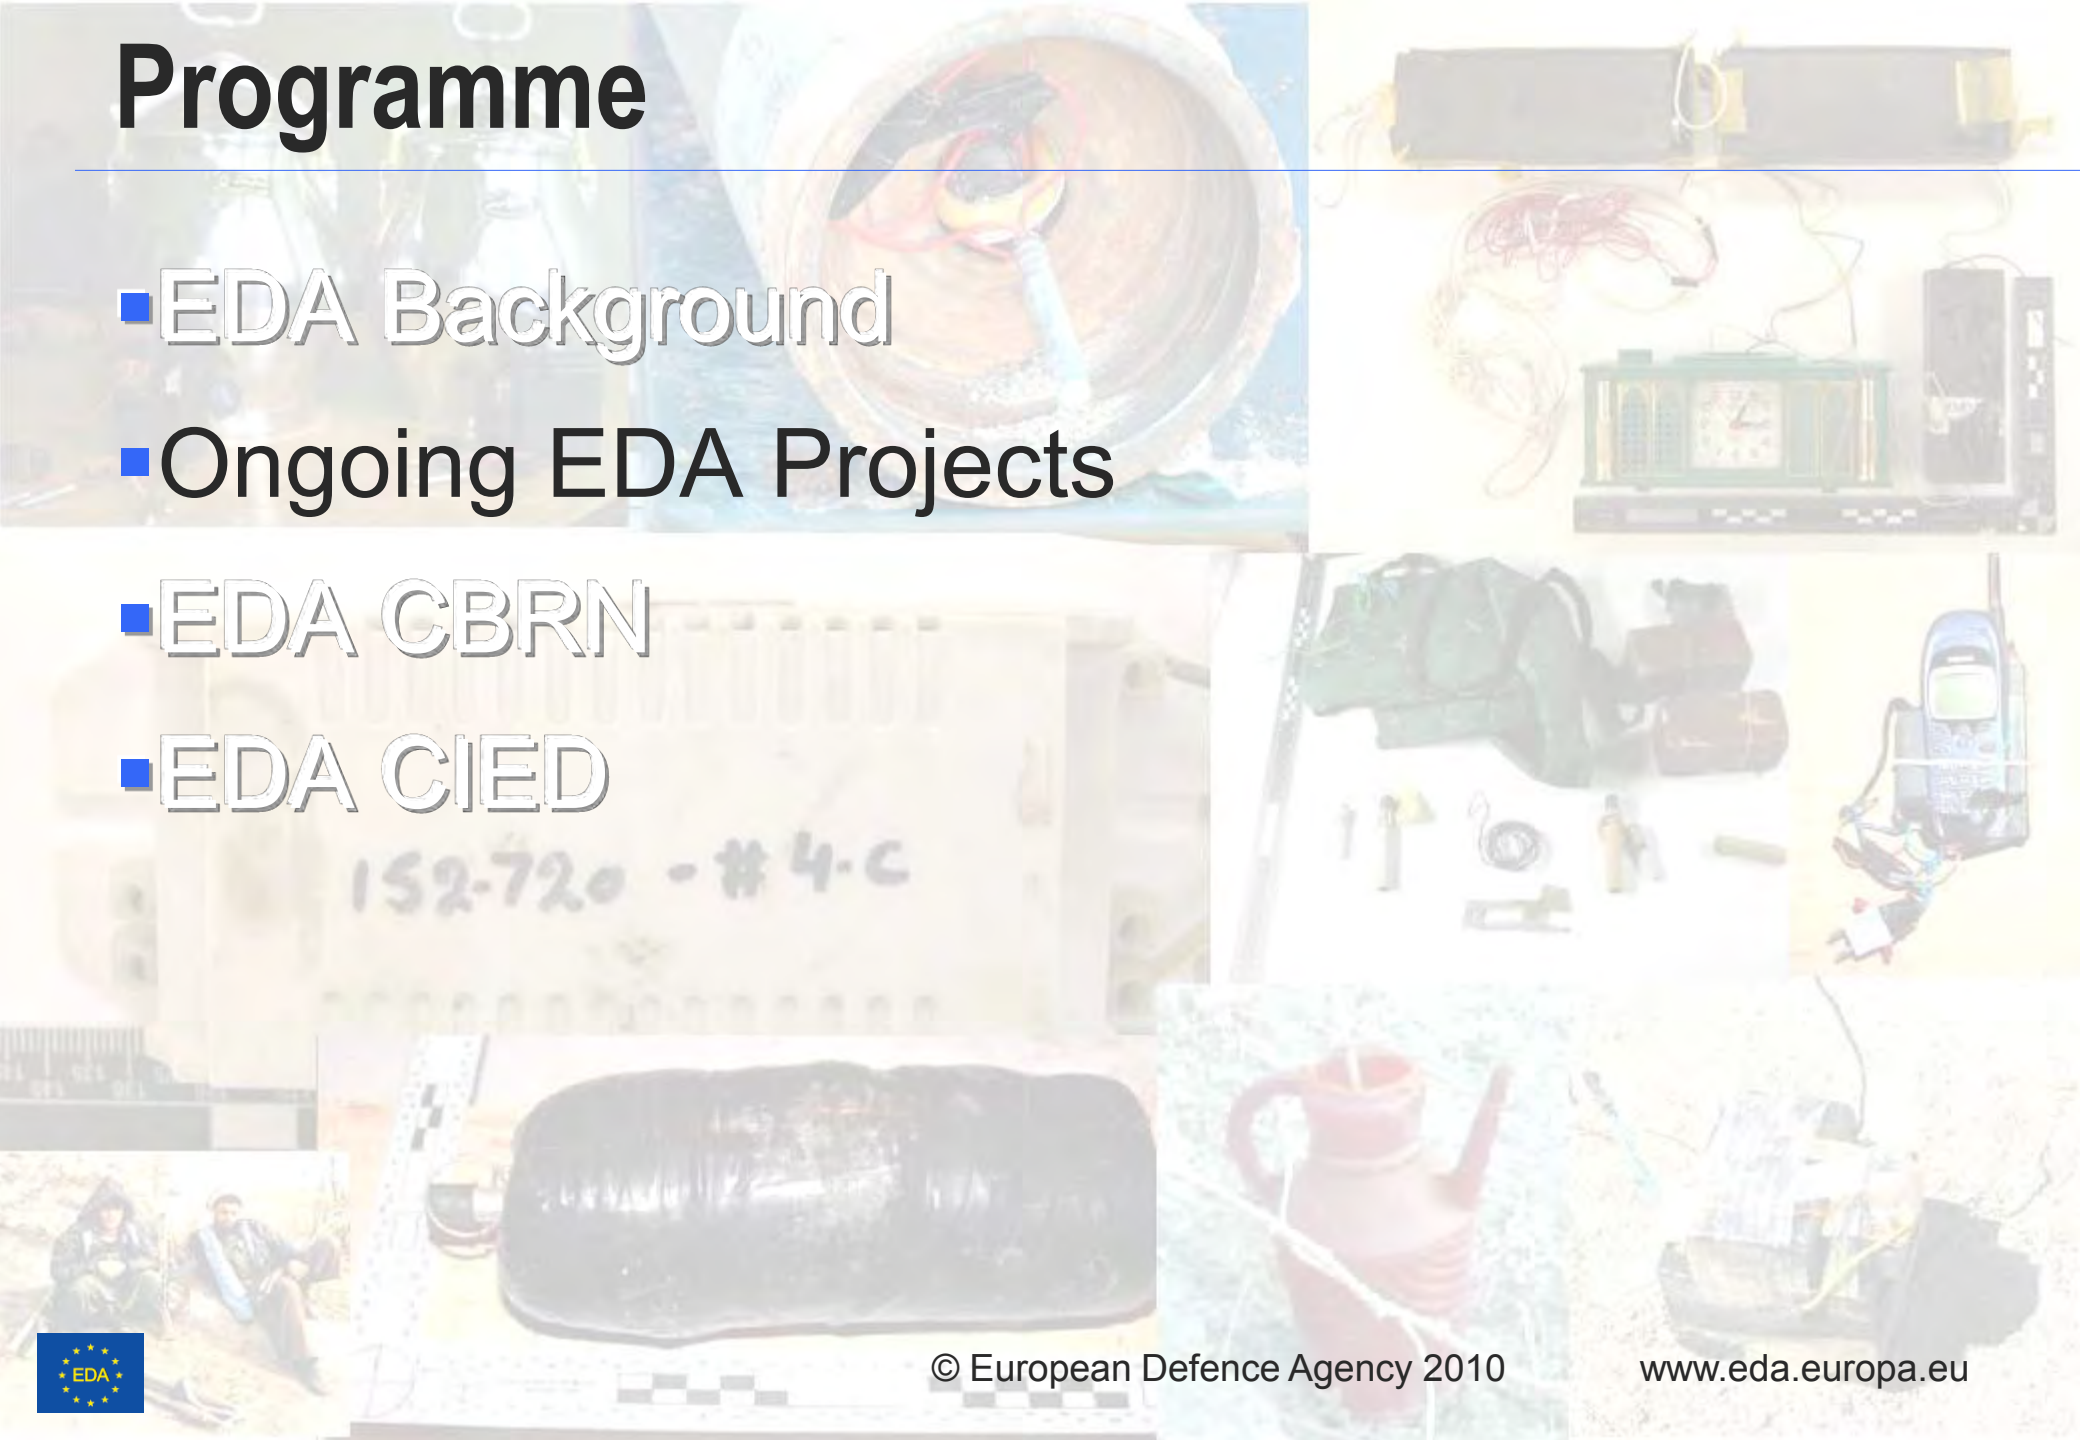 Programme
EDA Background
Ongoing EDA Projects
EDA CBRN
EDA CIED
152-720 - # 4-C
EDA
© European Defence Agency 2010
www.eda.europa.eu